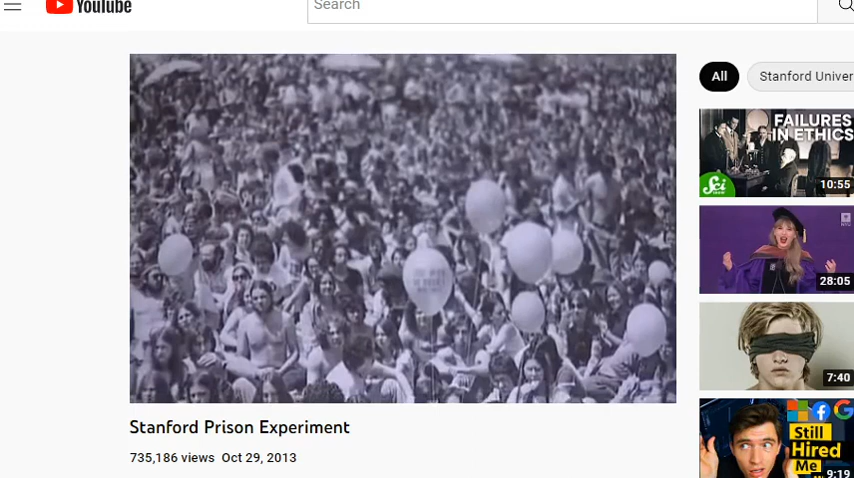 YouTube
Search
All
Stanford Univer
Stanford Prison Experiment
735,186 views Oct 29, 2013
FAILURES
IN ETHICS
Sci
10:55
NYU
28:05
7:40
Still
Hired
Me
9:19